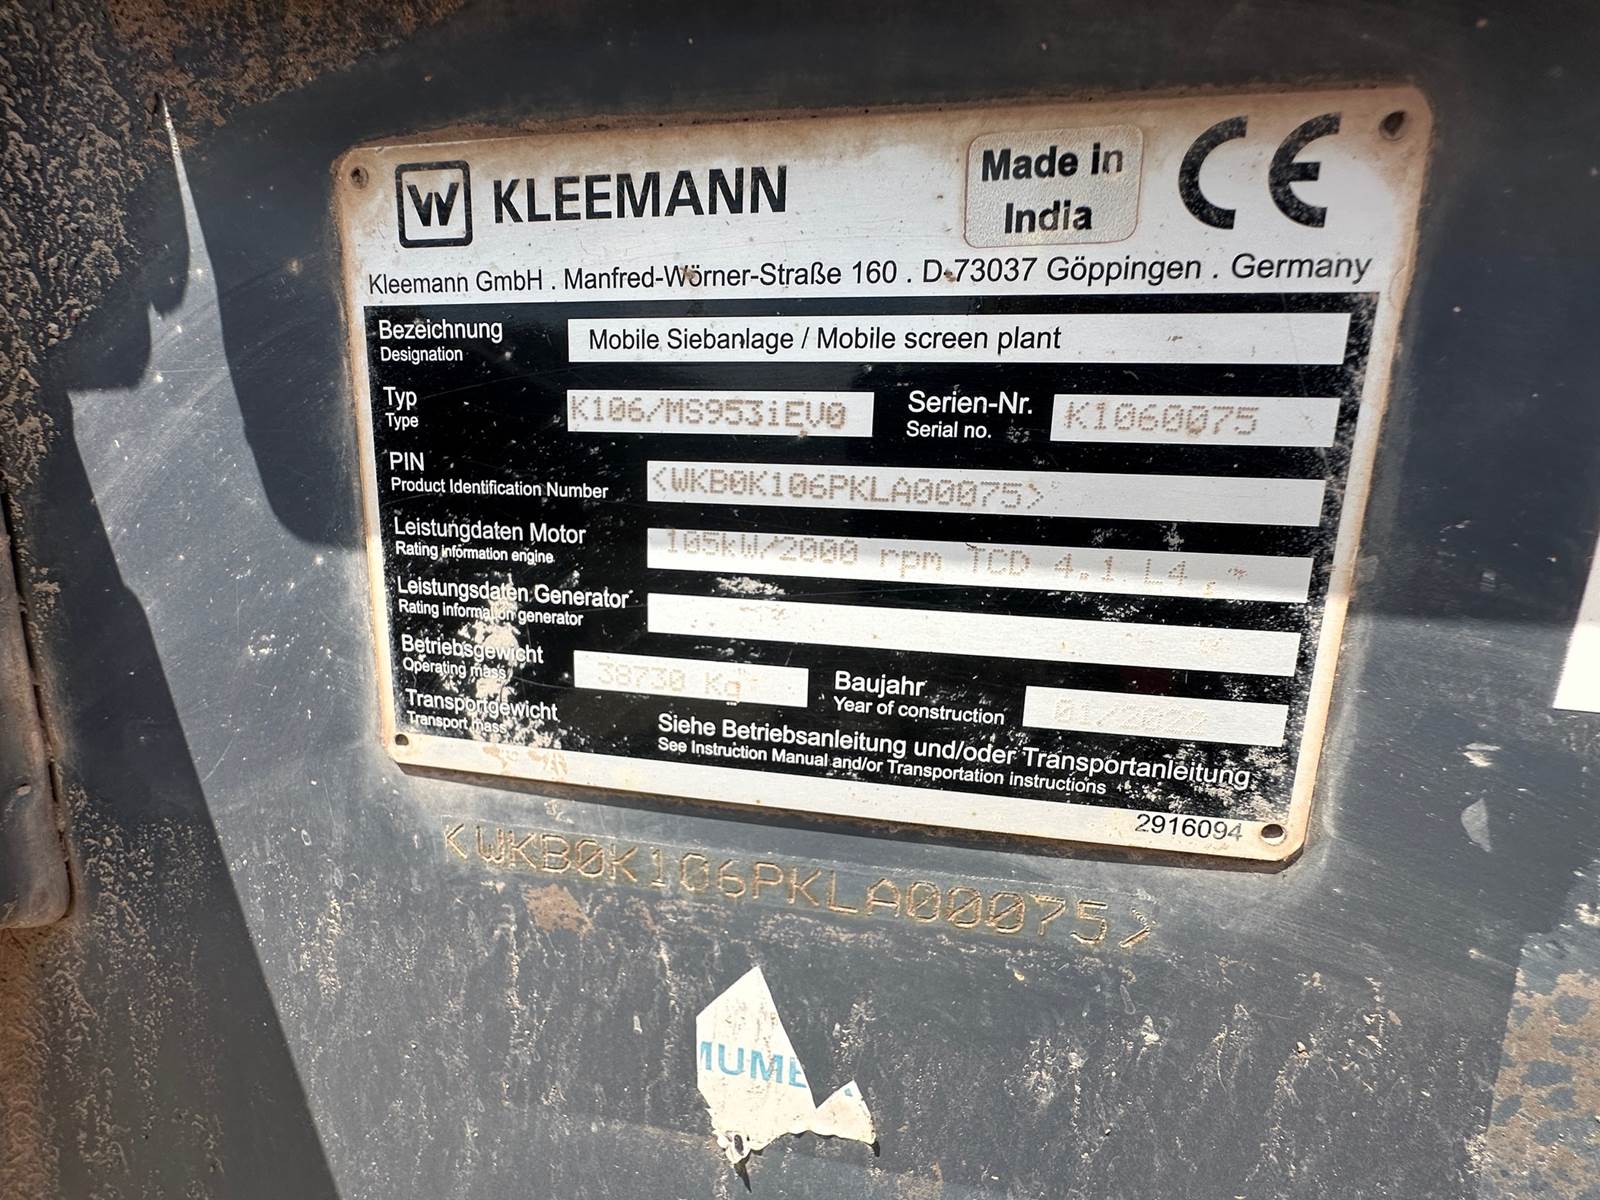 W KLEEMANN
Made in
India
CE
Kleemann GmbH . Manfred-Wörner-Straße 160 . D-73037 Göppingen . Germany
Bezeichnung
Designation
Mobile Siebanlage / Mobile screen plant
Typ
Type
K106/MS953iEV0
Serien-Nr.
Serial no.
K1060075
PIN
Product Identification Number
<WKB0K106PKLA00075>
Leistungdaten Motor
Rating information engine
105kW/2000 rpm TCD 4.1 L4
Leistungsdaten Generator
Rating information generator
Betriebsgewicht
Operating mass
38730 Kg
Baujahr
Year of construction
01/2022
Transportgewicht
Transport mass
Siehe Betriebsanleitung und/oder Transportanleitung
See Instruction Manual and/or Transportation instructions
2916094
<WKB0K106PKLA00075>